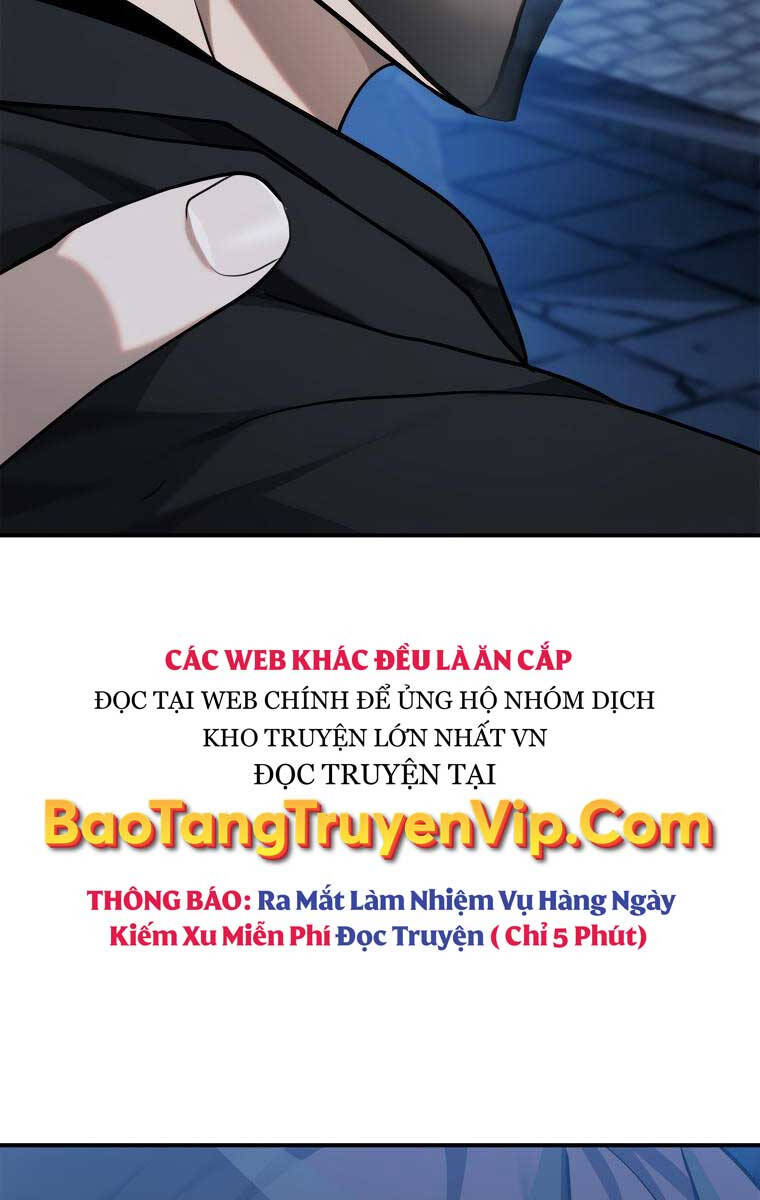 CÁC WEB KHÁC ĐỀU LÀ ĂN CẮP
ĐỌC TẠI WEB CHÍNH ĐỂ ỦNG HỘ NHÓM DỊCH
KHO TRUYỆN LỚN NHẤT VN
ĐỌC TRUYỆN TẠI
BaoTangTruyenVip.Com
THÔNG BÁO: Ra Mắt Làm Nhiệm Vụ Hàng Ngày
Kiếm Xu Miễn Phí Đọc Truyện ( Chỉ 5 Phút)